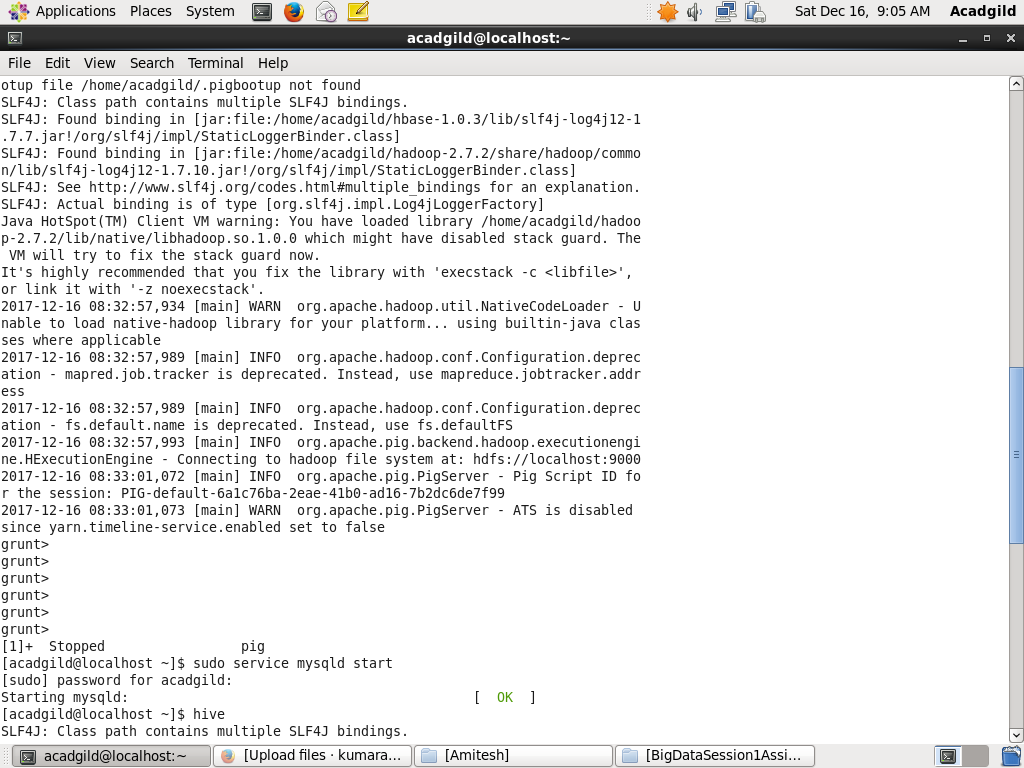 Applications Places System Sat Dec 16, 9:05 AM Acadgild
acadgild@localhost:~
File Edit View Search Terminal Help
otup file /home/acadgild/.pigbootup not found
SLF4J: Class path contains multiple SLF4J bindings.
SLF4J: Found binding in [jar:file:/home/acadgild/hbase-1.0.3/lib/slf4j-log4j12-1
.7.7.jar!/org/slf4j/impl/StaticLoggerBinder.class]
SLF4J: Found binding in [jar:file:/home/acadgild/hadoop-2.7.2/share/hadoop/commo
n/lib/slf4j-log4j12-1.7.10.jar!/org/slf4j/impl/StaticLoggerBinder.class]
SLF4J: See http://www.slf4j.org/codes.html#multiple_bindings for an explanation.
SLF4J: Actual binding is of type [org.slf4j.impl.Log4jLoggerFactory]
Java HotSpot(TM) Client VM warning: You have loaded library /home/acadgild/hadoo
p-2.7.2/lib/native/libhadoop.so.1.0.0 which might have disabled stack guard. The
 VM will try to fix the stack guard now.
It's highly recommended that you fix the library with 'execstack -c <libfile>',
or link it with '-z noexecstack'.
2017-12-16 08:32:57,934 [main] WARN  org.apache.hadoop.util.NativeCodeLoader - U
nable to load native-hadoop library for your platform... using builtin-java clas
ses where applicable
2017-12-16 08:32:57,989 [main] INFO  org.apache.hadoop.conf.Configuration.deprec
ation - mapred.job.tracker is deprecated. Instead, use mapreduce.jobtracker.addr
ess
2017-12-16 08:32:57,989 [main] INFO  org.apache.hadoop.conf.Configuration.deprec
ation - fs.default.name is deprecated. Instead, use fs.defaultFS
2017-12-16 08:32:57,993 [main] INFO  org.apache.pig.backend.hadoop.executionengi
ne.HExecutionEngine - Connecting to hadoop file system at: hdfs://localhost:9000
2017-12-16 08:33:01,072 [main] INFO  org.apache.pig.PigServer - Pig Script ID fo
r the session: PIG-default-6a1c76ba-2eae-41b0-ad16-7b2dc6de7f99
2017-12-16 08:33:01,073 [main] WARN  org.apache.pig.PigServer - ATS is disabled
since yarn.timeline-service.enabled set to false
grunt>
grunt>
grunt>
grunt>
grunt>
grunt>
[1]+  Stopped                 pig
[acadgild@localhost ~]$ sudo service mysqld start
[sudo] password for acadgild:
Starting mysqld:                                           [  OK  ]
[acadgild@localhost ~]$ hive
SLF4J: Class path contains multiple SLF4J bindings.
acadgild@localhost:~ [Upload files · kumara... [Amitesh] [BigDataSession1Assi...